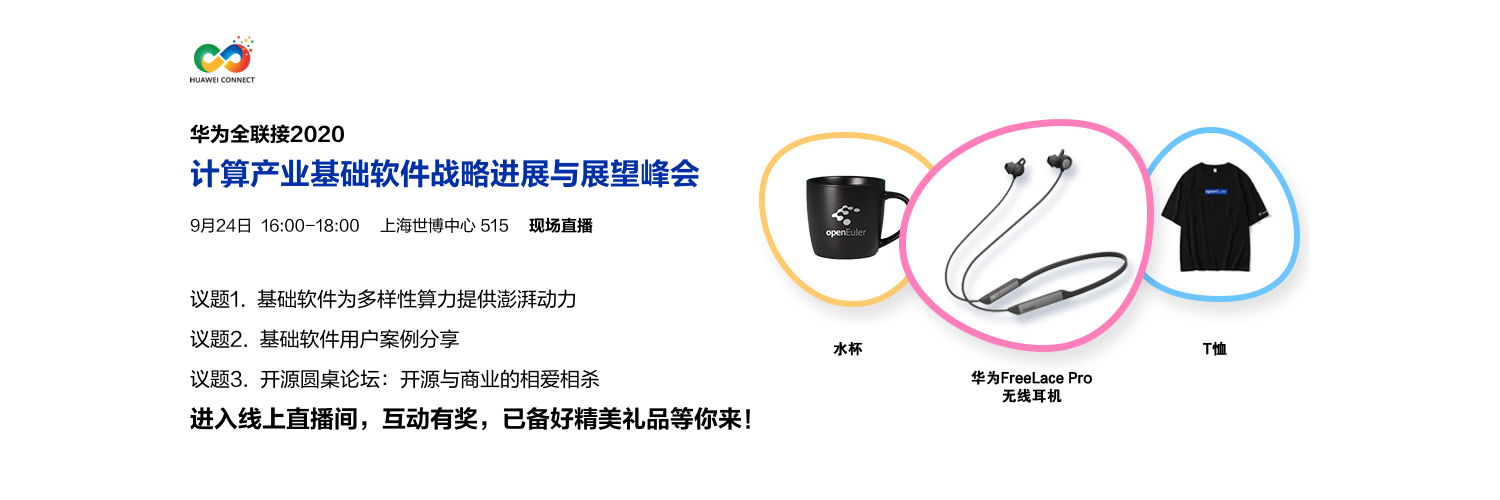 HUAWEI CONNECT
华为全联接2020
计算产业基础软件战略进展与展望峰会
9月24日 16:00-18:00 上海世博中心 515 现场直播
议题1. 基础软件为多样性算力提供澎湃动力
议题2. 基础软件用户案例分享
议题3. 开源圆桌论坛：开源与商业的相爱相杀
进入线上直播间，互动有奖，已备好精美礼品等你来！
openEuler
水杯
华为FreeLace Pro
无线耳机
openEuler
T恤